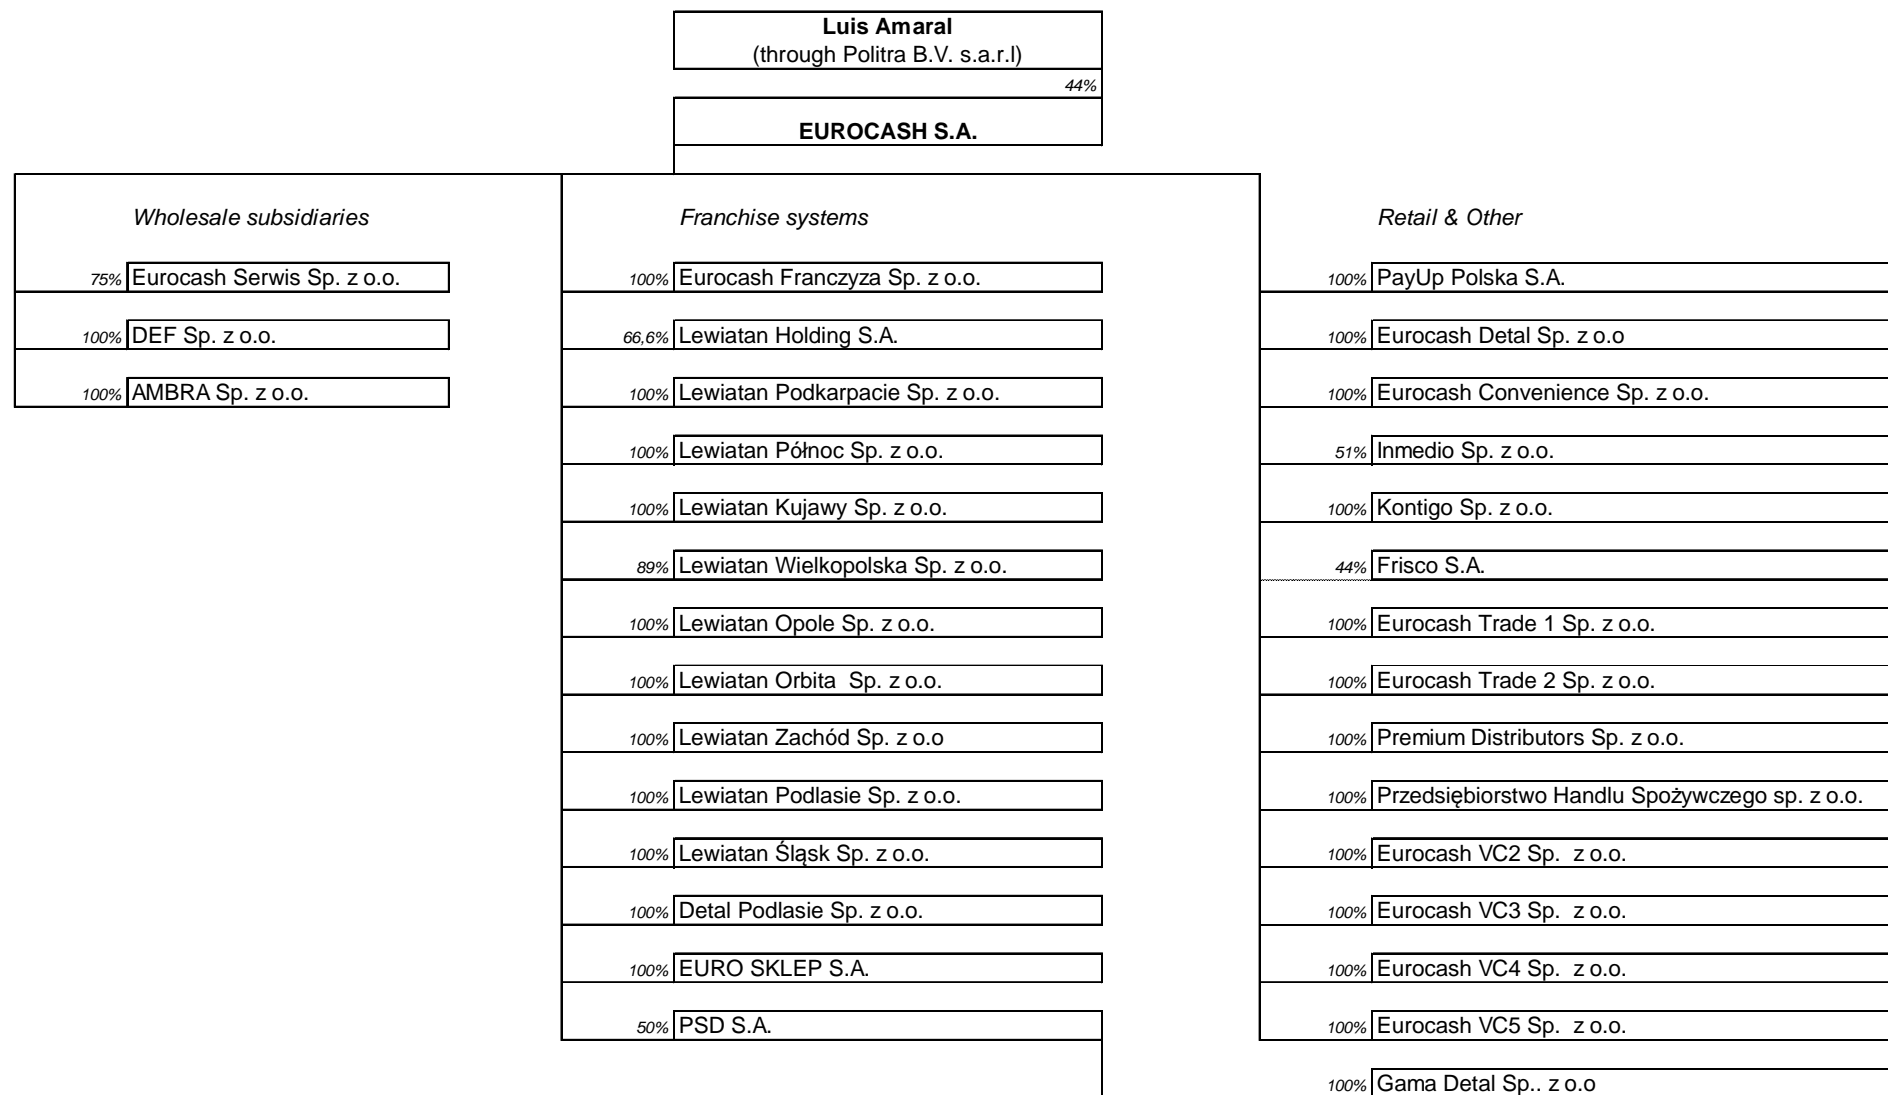 Luis Amaral
(through Politra B.V. s.a.r.l)
44%
EUROCASH S.A.
Wholesale subsidiaries
75% Eurocash Serwis Sp. z o.o.
100% DEF Sp. z o.o.
100% AMBRA Sp. z o.o.
Franchise systems
100% Eurocash Franczyza Sp. z o.o.
66,6% Lewiatan Holding S.A.
100% Lewiatan Podkarpacie Sp. z o.o.
100% Lewiatan Północ Sp. z o.o.
100% Lewiatan Kujawy Sp. z o.o.
89% Lewiatan Wielkopolska Sp. z o.o.
100% Lewiatan Opole Sp. z o.o.
100% Lewiatan Orbita  Sp. z o.o.
100% Lewiatan Zachód Sp. z o.o
100% Lewiatan Podlasie Sp. z o.o.
100% Lewiatan Śląsk Sp. z o.o.
100% Detal Podlasie Sp. z o.o.
100% EURO SKLEP S.A.
50% PSD S.A.
Retail & Other
100% PayUp Polska S.A.
100% Eurocash Detal Sp. z o.o
100% Eurocash Convenience Sp. z o.o.
51% Inmedio Sp. z o.o.
100% Kontigo Sp. z o.o.
44% Frisco S.A.
100% Eurocash Trade 1 Sp. z o.o.
100% Eurocash Trade 2 Sp. z o.o.
100% Premium Distributors Sp. z o.o.
100% Przedsiębiorstwo Handlu Spożywczego sp. z o.o.
100% Eurocash VC2 Sp.  z o.o.
100% Eurocash VC3 Sp.  z o.o.
100% Eurocash VC4 Sp.  z o.o.
100% Eurocash VC5 Sp.  z o.o.
100% Gama Detal Sp.. z o.o